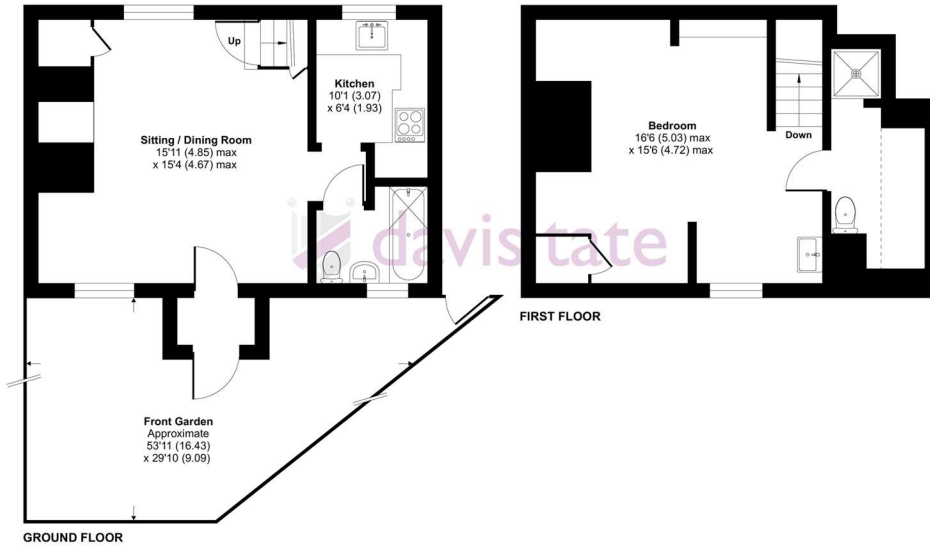 Up
Kitchen
10'1 (3.07)
x 6'4 (1.93)
Sitting / Dining Room
15'11 (4.85) max
x 15'4 (4.67) max
Bedroom
16'6 (5.03) max
x 15'6 (4.72) max
Down
davis tate
Front Garden
Approximate
53'11 (16.43)
x 29'10 (9.09)
GROUND FLOOR
FIRST FLOOR